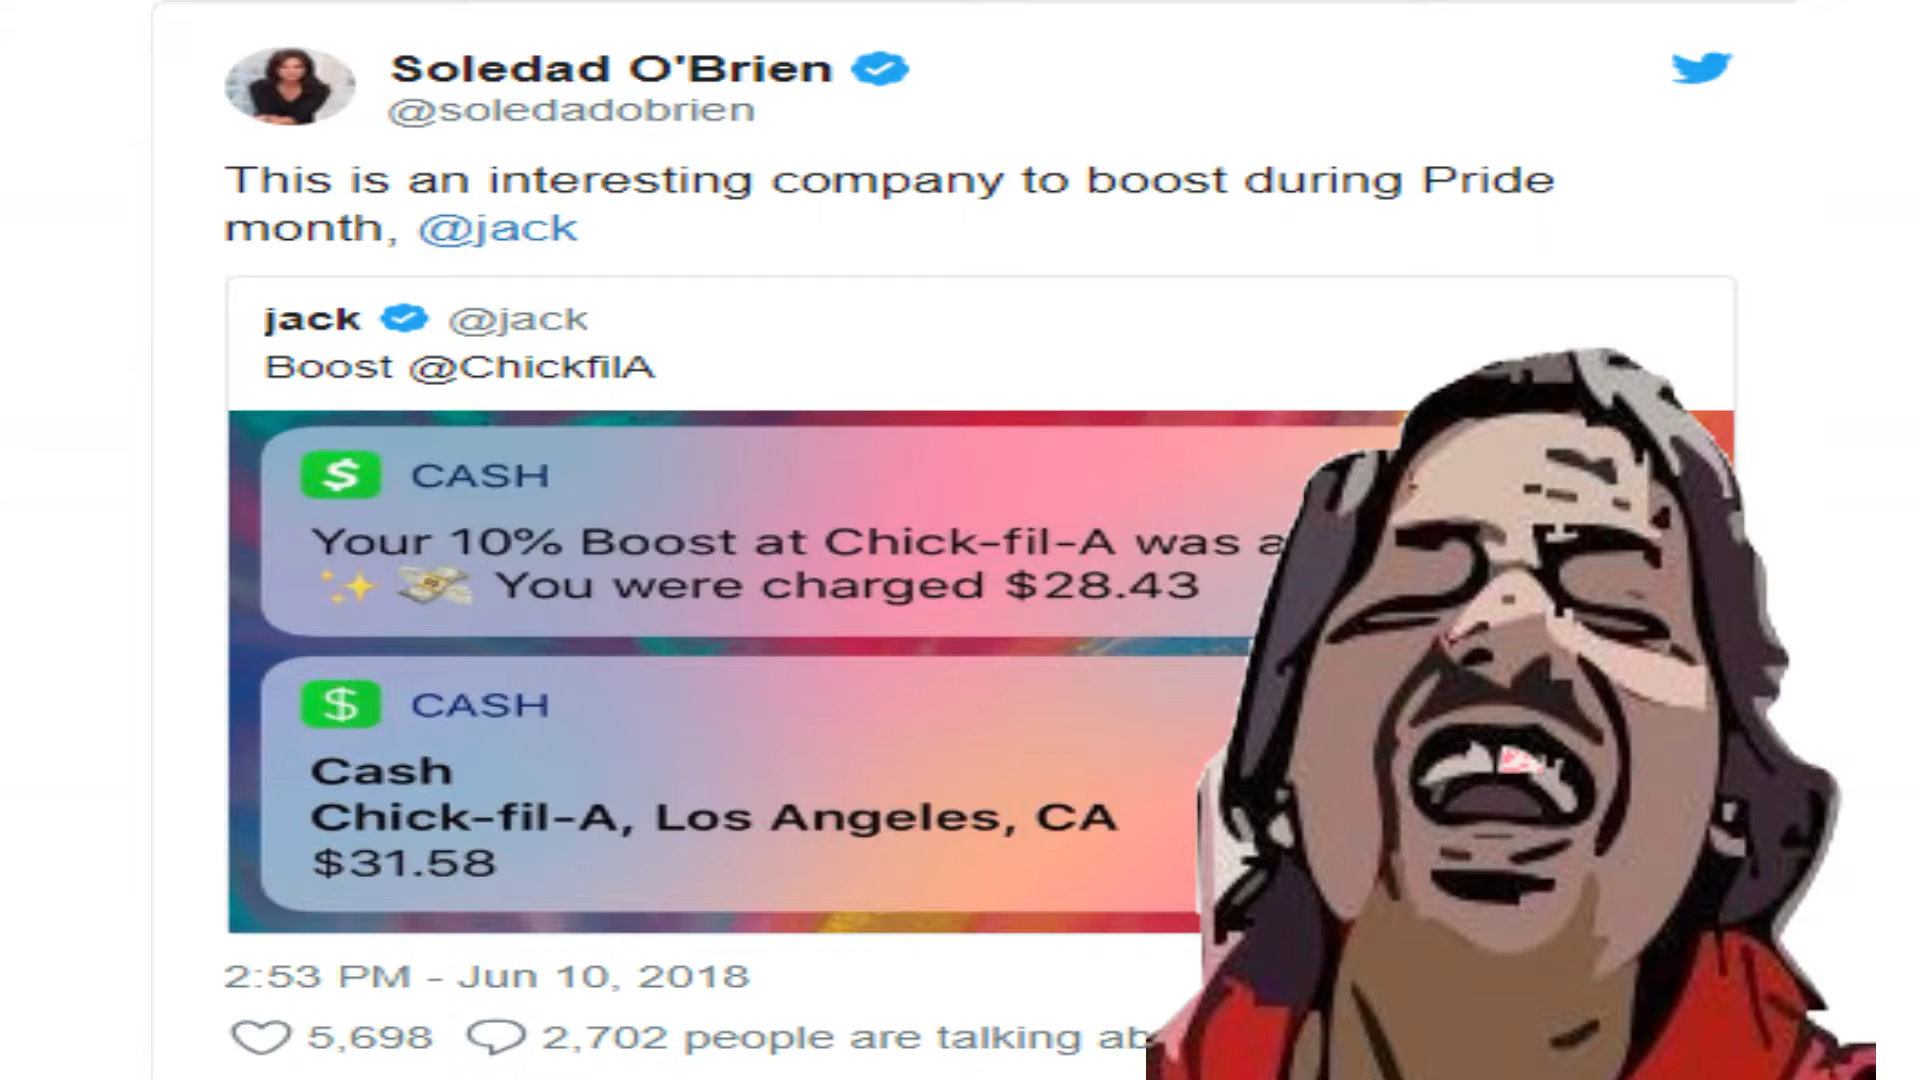 Soledad O'Brien
@soledadobrien
This is an interesting company to boost during Pride
month, @jack
jack @jack
Boost @ChickfilA
$ CASH
Your 10% Boost at Chick-fil-A was
You were charged $28.43
$ CASH
Cash
Chick-fil-A, Los Angeles, CA
$31.58
2:53 PM - Jun 10, 2018
5,698 2,702 people are talking